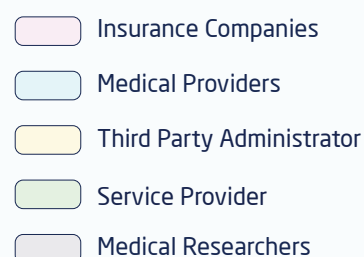 Insurance Companies
Medical Providers
Third Party Administrator
Service Provider
Medical Researchers